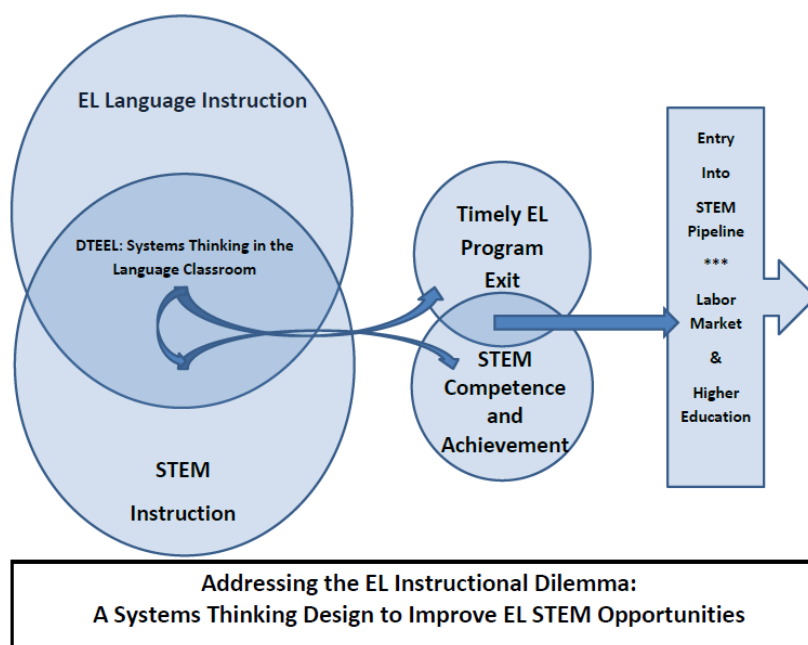 EL Language Instruction
DTEEL: Systems Thinking in the
Language Classroom
STEM
Instruction
Timely EL
Program
Exit
STEM
Competence
and
Achievement
Entry
Into
STEM
Pipeline
***
Labor
Market
&
Higher
Education
Addressing the EL Instructional Dilemma:
A Systems Thinking Design to Improve EL STEM Opportunities